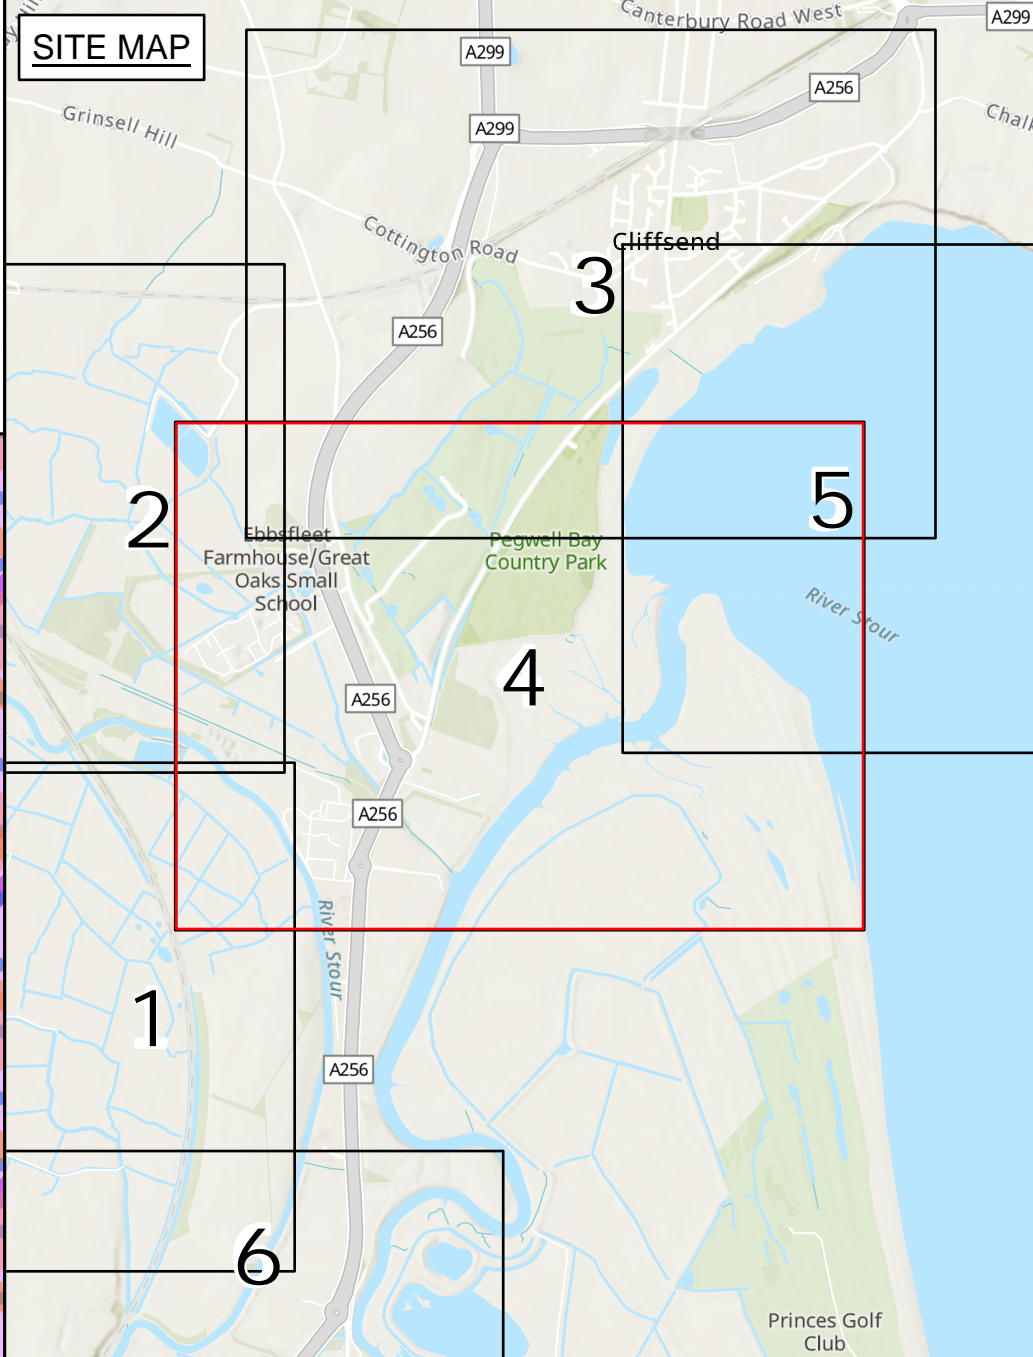 Canterbury Road West
SITE MAP
A299
A299
A256
Grinsell Hill
A299
Chalk
Cottington Road
Cliffsend
3
A256
2
5
Ebbsfleet
Farmhouse/Great
Oaks Small
School
Pegwell Bay
Country Park
River Stour
4
A256
A256
River Stour
1
A256
6
Princes Golf
Club